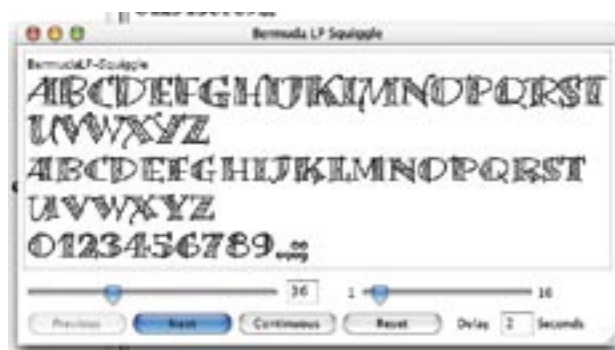 0123456789
Bermuda LP Squiggle
BermudaLP-Squiggle
ABCDEFGHIJKLMNOPQRST
UVWXYZ
ABCDEFGHIJKLMNOPQRST
UVWXYZ
0123456789
36 1 16
Previous Next Continuous Reset Delay 2 Seconds